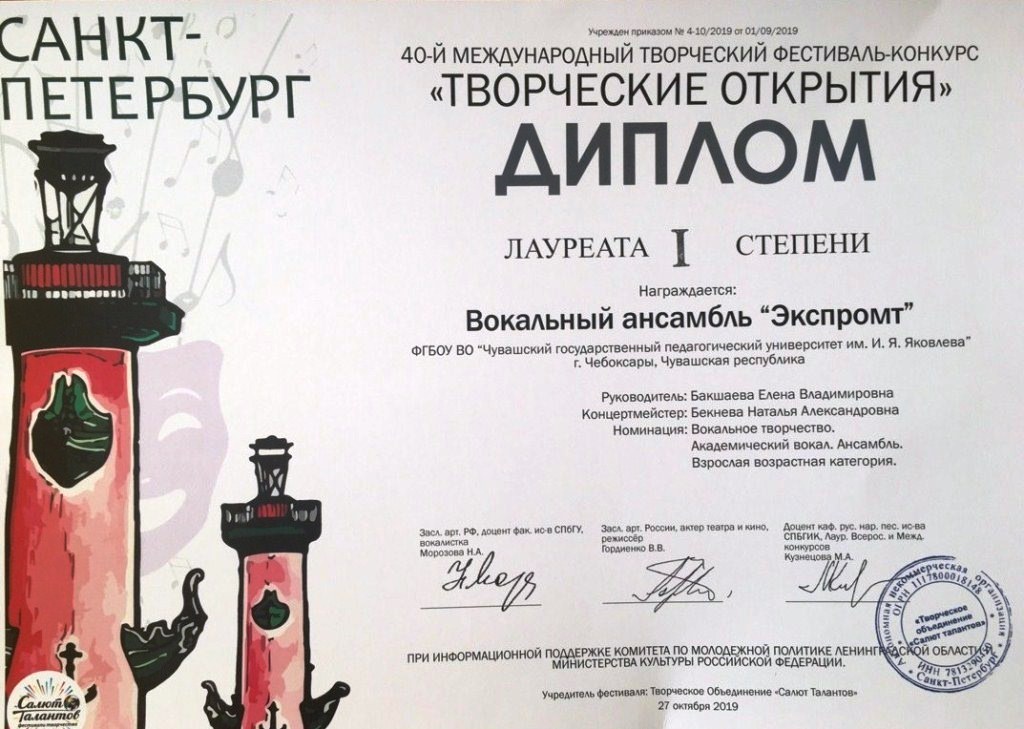 САНКТ-
ПЕТЕРБУРГ
Учрежден приказом № 4-10/2019 от 01/09/2019
40-Й МЕЖДУНАРОДНЫЙ ТВОРЧЕСКИЙ ФЕСТИВАЛЬ-КОНКУРС
«ТВОРЧЕСКИЕ ОТКРЫТИЯ»
ДИПЛОМ
ЛАУРЕАТА I СТЕПЕНИ
Награждается:
Вокальный ансамбль “Экспромт”
ФГБОУ ВО “Чувашский государственный педагогический университет им. И. Я. Яковлева”
г. Чебоксары, Чувашская республика
Руководитель: Бакшаева Елена Владимировна
Концертмейстер: Бекнева Наталья Александровна
Номинация: Вокальное творчество.
Академический вокал. Ансамбль.
Взрослая возрастная категория.
Засл. арт. РФ, доцент фак. ис-в СПбГУ,
вокалистка
Морозова Н.А.
Засл. арт. России, актер театра и кино,
режиссёр
Гордиенко В.В.
Доцент каф. рус. нар. пес. ис-ва
СПБГИК, Лаур. Всерос. и Межд.
конкурсов
Кузнецова М.А.
Автономная некоммерческая организация
ОГРН 1117800018148
«Творческое
объединение
«Салют талантов»
ИНН
Санкт-Петербург
ПРИ ИНФОРМАЦИОННОЙ ПОДДЕРЖКЕ КОМИТЕТА ПО МОЛОДЕЖНОЙ ПОЛИТИКЕ ЛЕНИНГРАДСКОЙ ОБЛАСТИ
МИНИСТЕРСТВА КУЛЬТУРЫ РОССИЙСКОЙ ФЕДЕРАЦИИ.
Учредитель фестиваля: Творческое Объединение «Салют Талантов»
27 октября 2019
Салют
Талантов